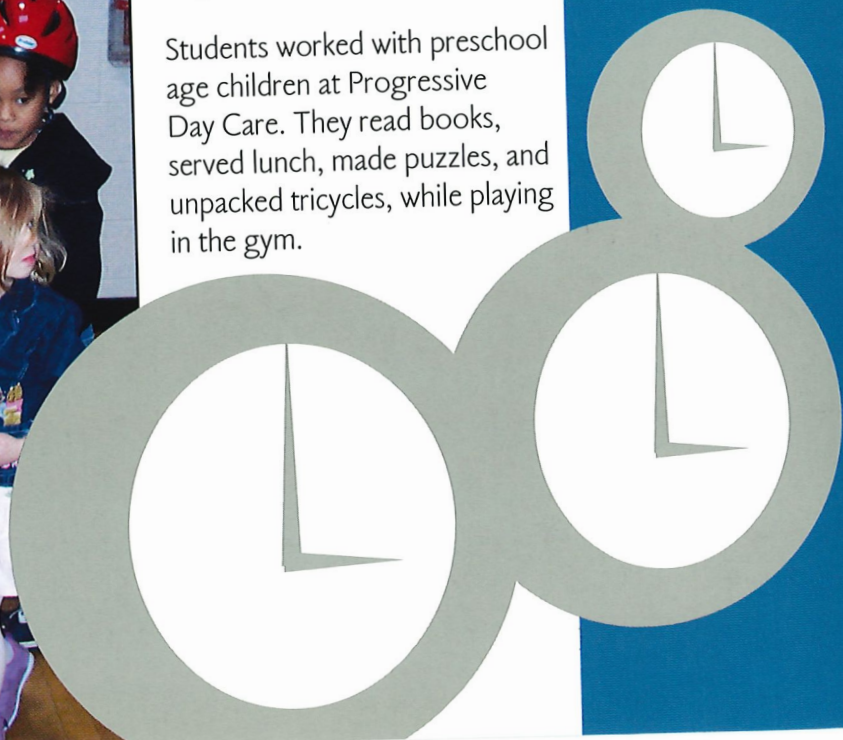 Students worked with preschool
age children at Progressive
Day Care. They read books,
served lunch, made puzzles, and
unpacked tricycles, while playing
in the gym.